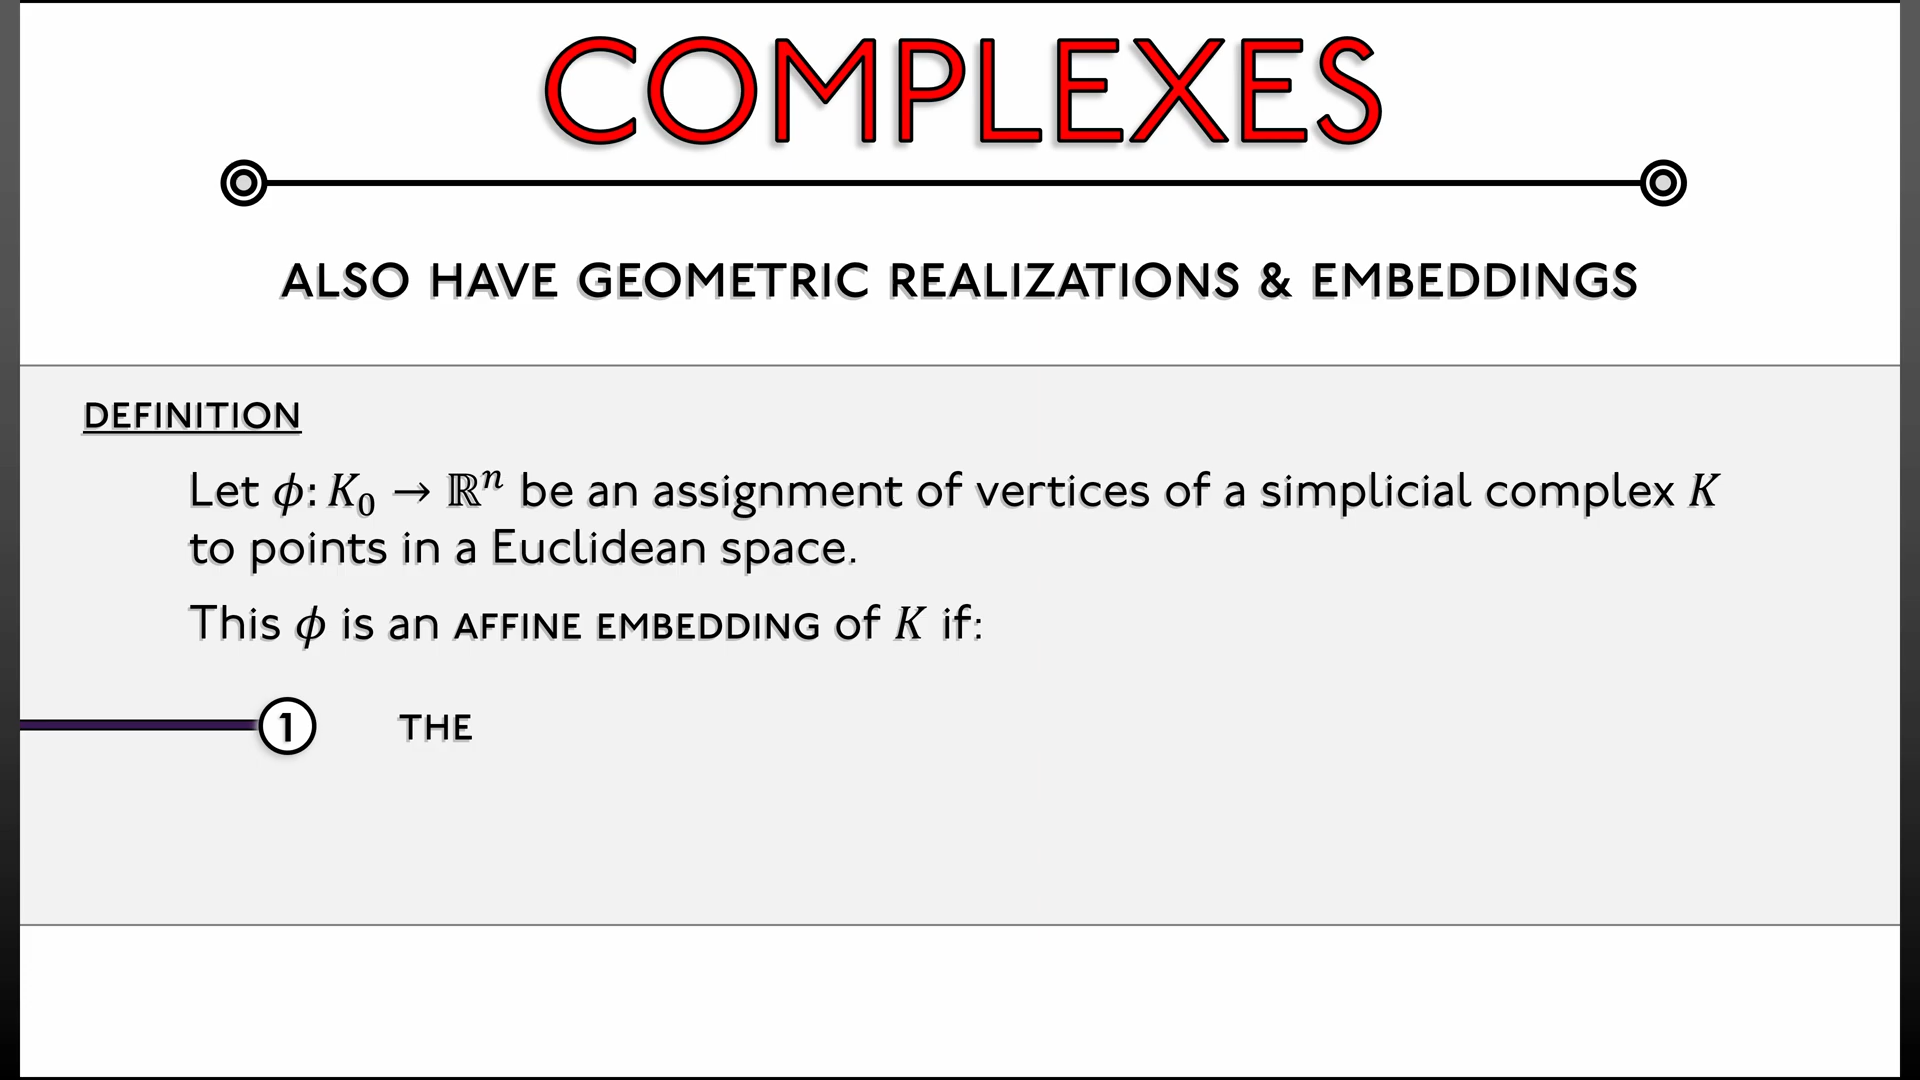 COMPLEXES
ALSO HAVE GEOMETRIC REALIZATIONS & EMBEDDINGS
DEFINITION
Let 𝜙: K₀ → ℝⁿ be an assignment of vertices of a simplicial complex K
to points in a Euclidean space.
This 𝜙 is an AFFINE EMBEDDING of K if:
1 THE